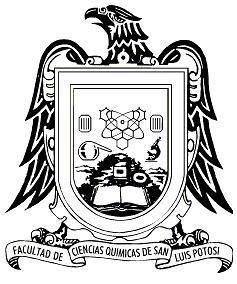 FACULTAD DE CIENCIAS QUIMICAS DE SAN LUIS POTOSI